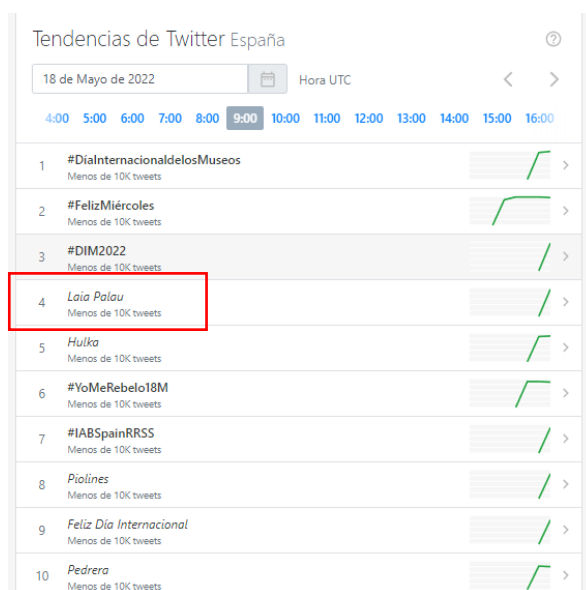 Tendencias de Twitter España
18 de Mayo de 2022 Hora UTC
4:00 5:00 6:00 7:00 8:00 9:00 10:00 11:00 12:00 13:00 14:00 15:00 16:00
1 #DíaInternacionaldelosMuseos
Menos de 10K tweets
2 #FelizMiércoles
Menos de 10K tweets
3 #DIM2022
Menos de 10K tweets
4 Laia Palau
Menos de 10K tweets
5 Hulka
Menos de 10K tweets
6 #YoMeRebelo18M
Menos de 10K tweets
7 #IABSpainRRSS
Menos de 10K tweets
8 Piolines
Menos de 10K tweets
9 Feliz Día Internacional
Menos de 10K tweets
10 Pedrera
Menos de 10K tweets